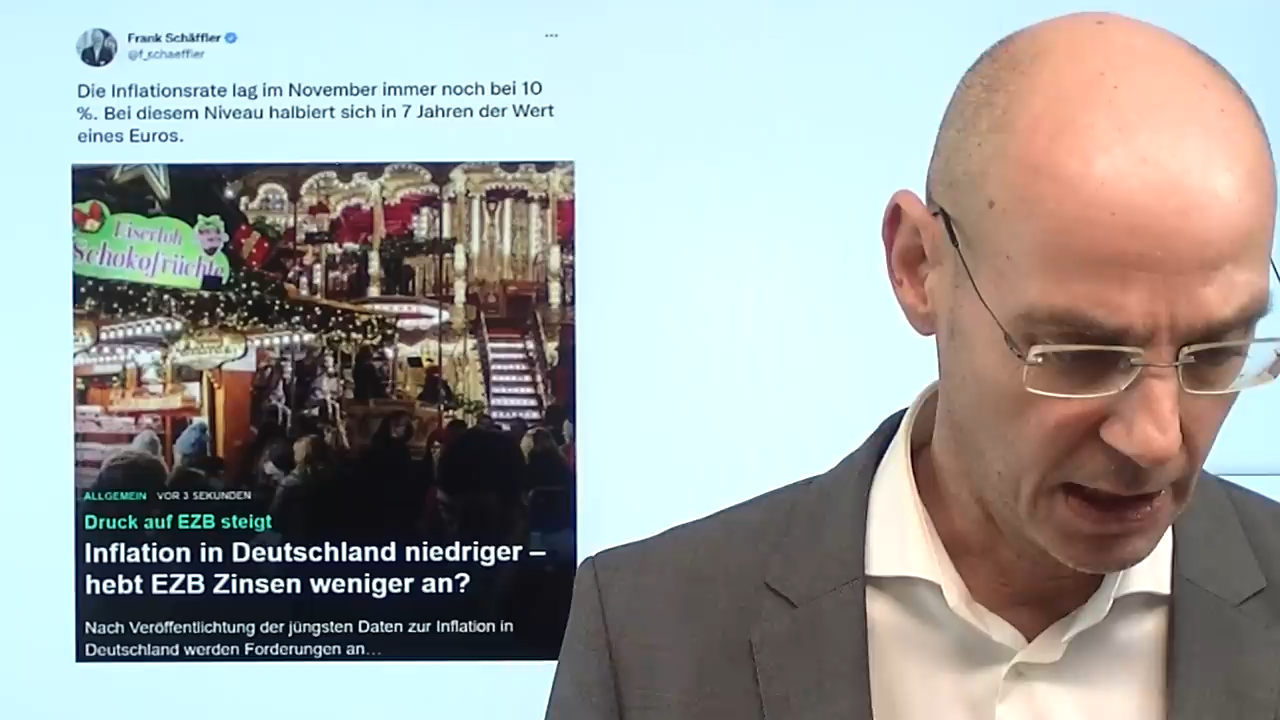 Frank Schäffler
@f_schaeffler
Die Inflationsrate lag im November immer noch bei 10
%. Bei diesem Niveau halbiert sich in 7 Jahren der Wert
eines Euros.
Eiserloh
Schokofrüchte
ALLGEMEIN VOR 3 SEKUNDEN
Druck auf EZB steigt
Inflation in Deutschland niedriger –
hebt EZB Zinsen weniger an?
Nach Veröffentlichtung der jüngsten Daten zur Inflation in
Deutschland werden Forderungen an…